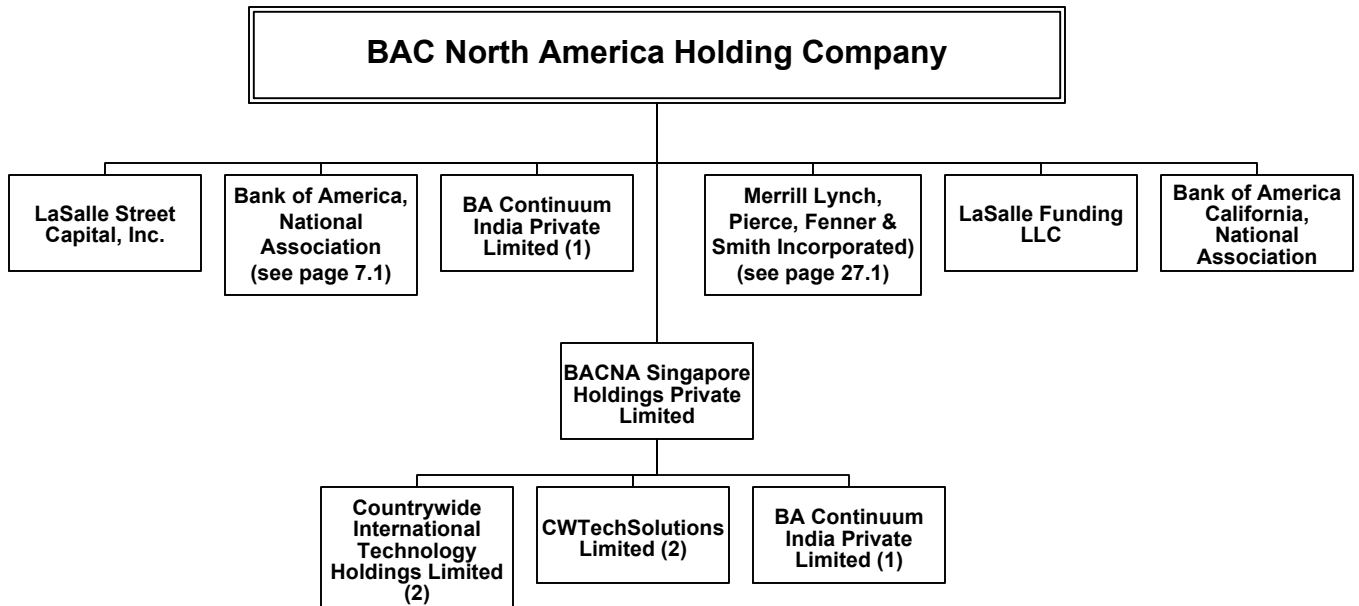 BAC North America Holding Company
LaSalle Street
Capital, Inc.
Bank of America,
National
Association
(see page 7.1)
BA Continuum
India Private
Limited (1)
Merrill Lynch,
Pierce, Fenner &
Smith Incorporated)
(see page 27.1)
LaSalle Funding
LLC
Bank of America
California,
National
Association
BACNA Singapore
Holdings Private
Limited
Countrywide
International
Technology
Holdings Limited
(2)
CWTechSolutions
Limited (2)
BA Continuum
India Private
Limited (1)